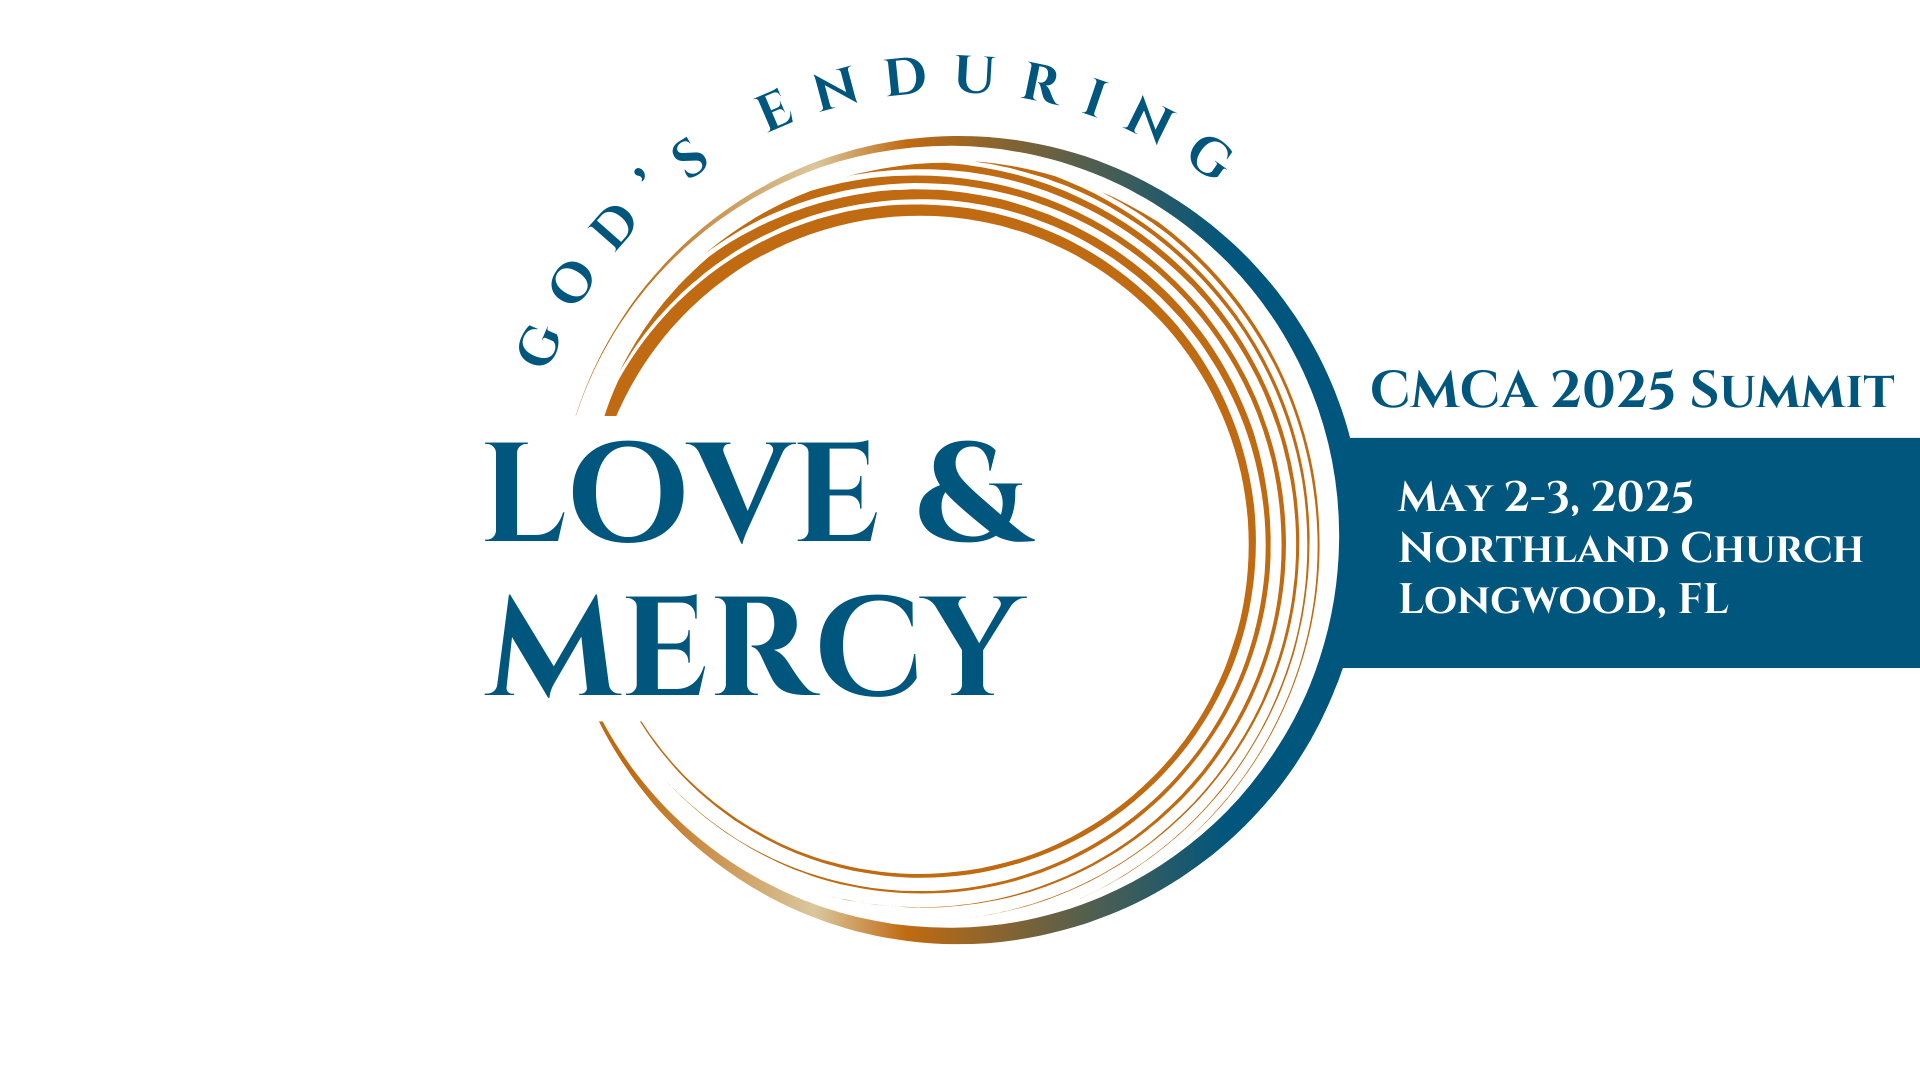 GOD'S ENDURING
LOVE &
MERCY
CMCA 2025 Summit
May 2-3, 2025
Northland Church
Longwood, FL